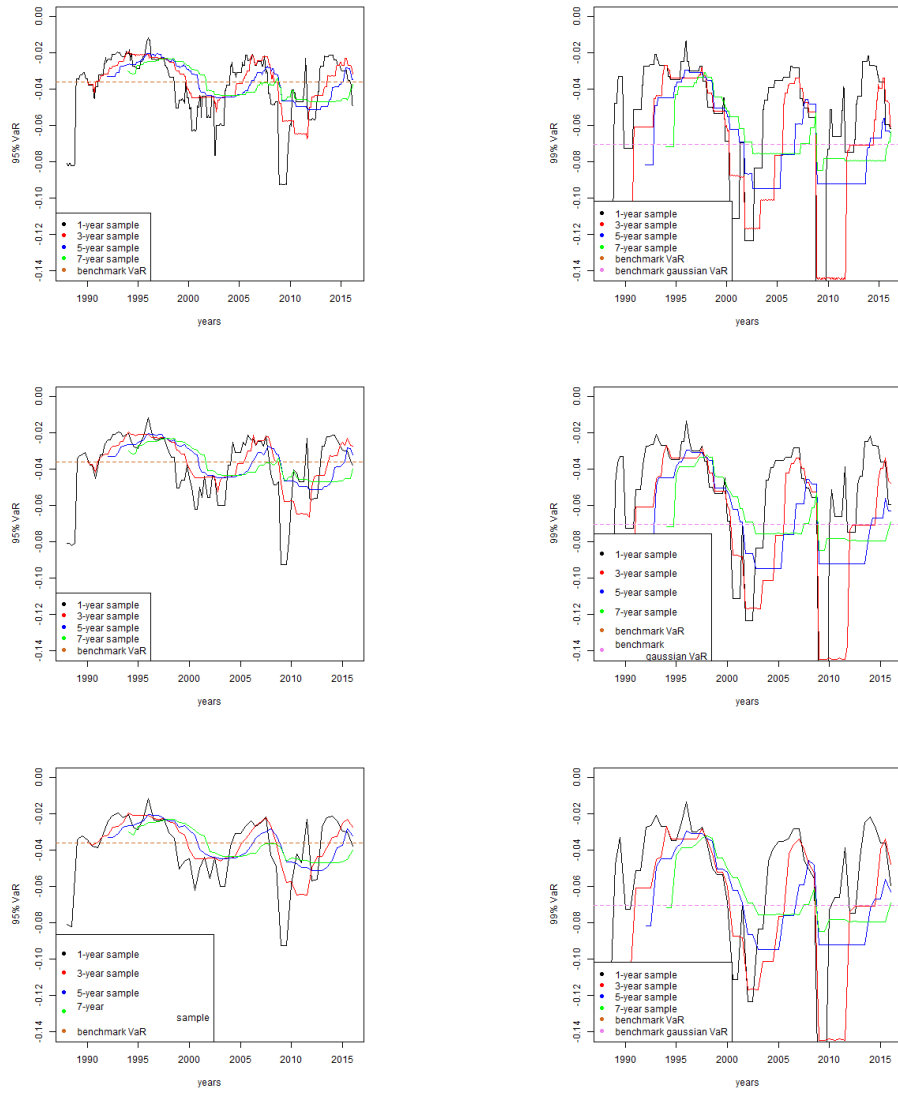 0.00
-0.02
-0.04
-0.06
-0.08
-0.10
-0.12
-0.14
95% VaR
1990 1995 2000 2005 2010 2015
years
1-year sample
3-year sample
5-year sample
7-year sample
benchmark VaR
0.00
-0.02
-0.04
-0.06
-0.08
-0.10
-0.12
-0.14
99% VaR
1990 1995 2000 2005 2010 2015
years
1-year sample
3-year sample
5-year sample
7-year sample
benchmark VaR
benchmark gaussian VaR
0.00
-0.02
-0.04
-0.06
-0.08
-0.10
-0.12
-0.14
95% VaR
1990 1995 2000 2005 2010 2015
years
1-year sample
3-year sample
5-year sample
7-year sample
benchmark VaR
0.00
-0.02
-0.04
-0.06
-0.08
-0.10
-0.12
-0.14
99% VaR
1990 1995 2000 2005 2010 2015
years
1-year sample
3-year sample
5-year sample
7-year sample
benchmark VaR
benchmark
gaussian VaR
0.00
-0.02
-0.04
-0.06
-0.08
-0.10
-0.12
-0.14
95% VaR
1990 1995 2000 2005 2010 2015
years
1-year sample
3-year sample
5-year sample
7-year
sample
benchmark VaR
0.00
-0.02
-0.04
-0.06
-0.08
-0.10
-0.12
-0.14
99% VaR
1990 1995 2000 2005 2010 2015
years
1-year sample
3-year sample
5-year sample
7-year sample
benchmark VaR
benchmark gaussian VaR